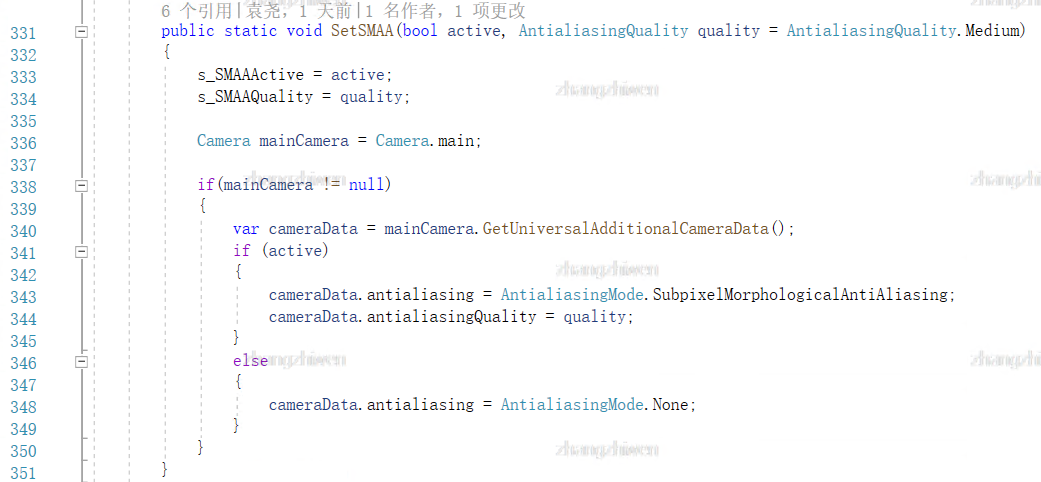 6 个引用|袁尧，1 天前|1 名作者，1 项更改
331 public static void SetSMAA(bool active, AntialiasingQuality quality = AntialiasingQuality.Medium)
332 {
333 s_SMAAActive = active;
334 s_SMAAQuality = quality;
335
336 Camera mainCamera = Camera.main;
337
338 if(mainCamera != null)
339 {
340 var cameraData = mainCamera.GetUniversalAdditionalCameraData();
341 if (active)
342 {
343 cameraData.antialiasing = AntialiasingMode.SubpixelMorphologicalAntiAliasing;
344 cameraData.antialiasingQuality = quality;
345 }
346 else
347 {
348 cameraData.antialiasing = AntialiasingMode.None;
349 }
350 }
351 }